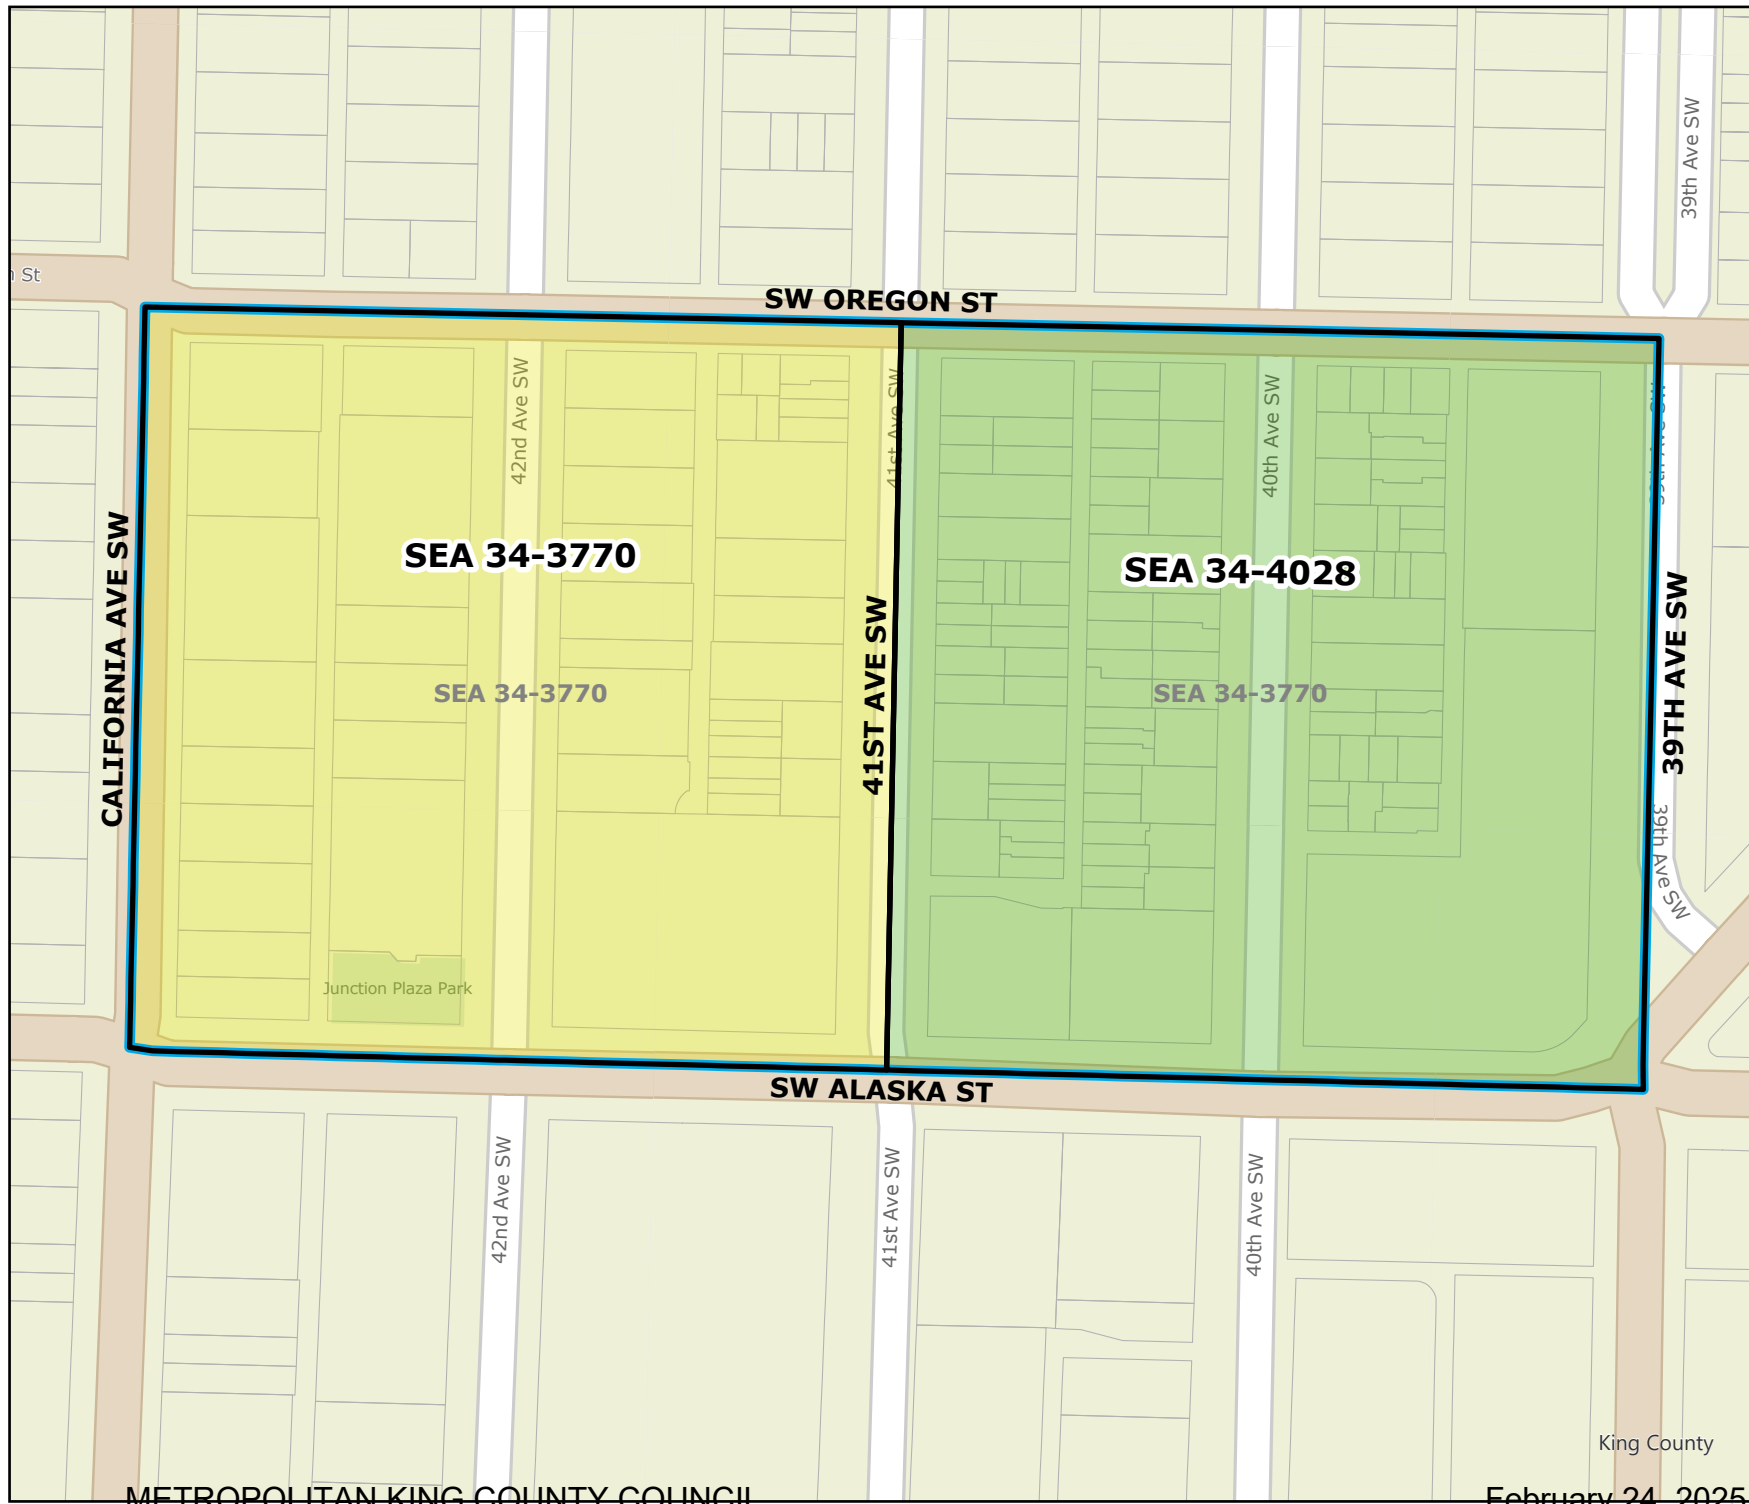 39th Ave SW
St
SW OREGON ST
42nd Ave SW
41st Ave SW
40th Ave SW
39th Ave SW
CALIFORNIA AVE SW
SEA 34-3770
SEA 34-4028
41ST AVE SW
39TH AVE SW
SEA 34-3770
SEA 34-3770
39th Ave SW
Junction Plaza Park
SW ALASKA ST
42nd Ave SW
41st Ave SW
40th Ave SW
King County
METROPOLITAN KING COUNTY COUNCIL
February 24, 2025